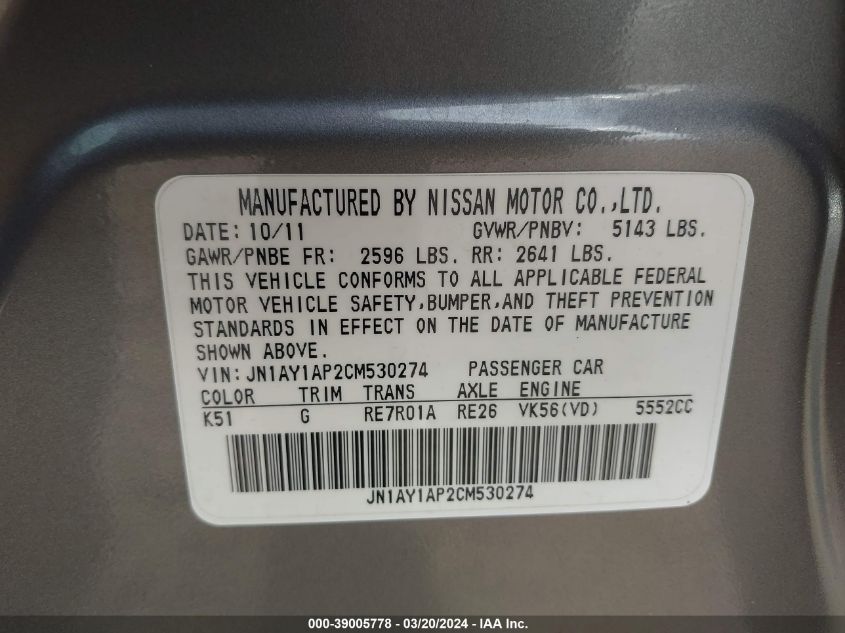 MANUFACTURED BY NISSAN MOTOR CO.,LTD.
DATE: 10/11 GVWR/PNBV: 5143 LBS.
GAWR/PNBE FR: 2596 LBS. RR: 2641 LBS.
THIS VEHICLE CONFORMS TO ALL APPLICABLE FEDERAL
MOTOR VEHICLE SAFETY,BUMPER,AND THEFT PREVENTION
STANDARDS IN EFFECT ON THE DATE OF MANUFACTURE
SHOWN ABOVE.
VIN:JN1AY1AP2CM530274 PASSENGER CAR
COLOR TRIM TRANS AXLE ENGINE
K51 G RE7R01A RE26 VK56(VD) 5552CC
JN1AY1AP2CM530274
000-39005778 - 03/20/2024 - IAA Inc.